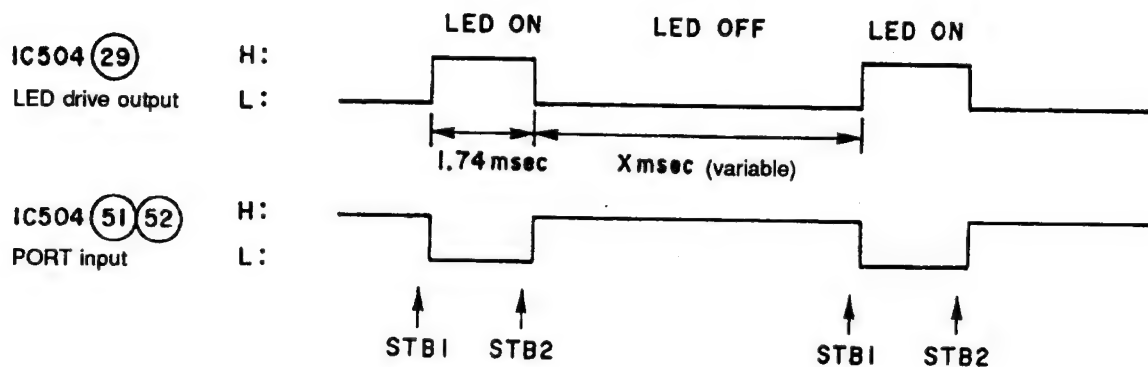 LED ON LED OFF LED ON
IC504 29 H:
LED drive output L:
1.74 msec X msec (variable)
IC504 51 52 H:
PORT input L:
STB1 STB2 STB1 STB2